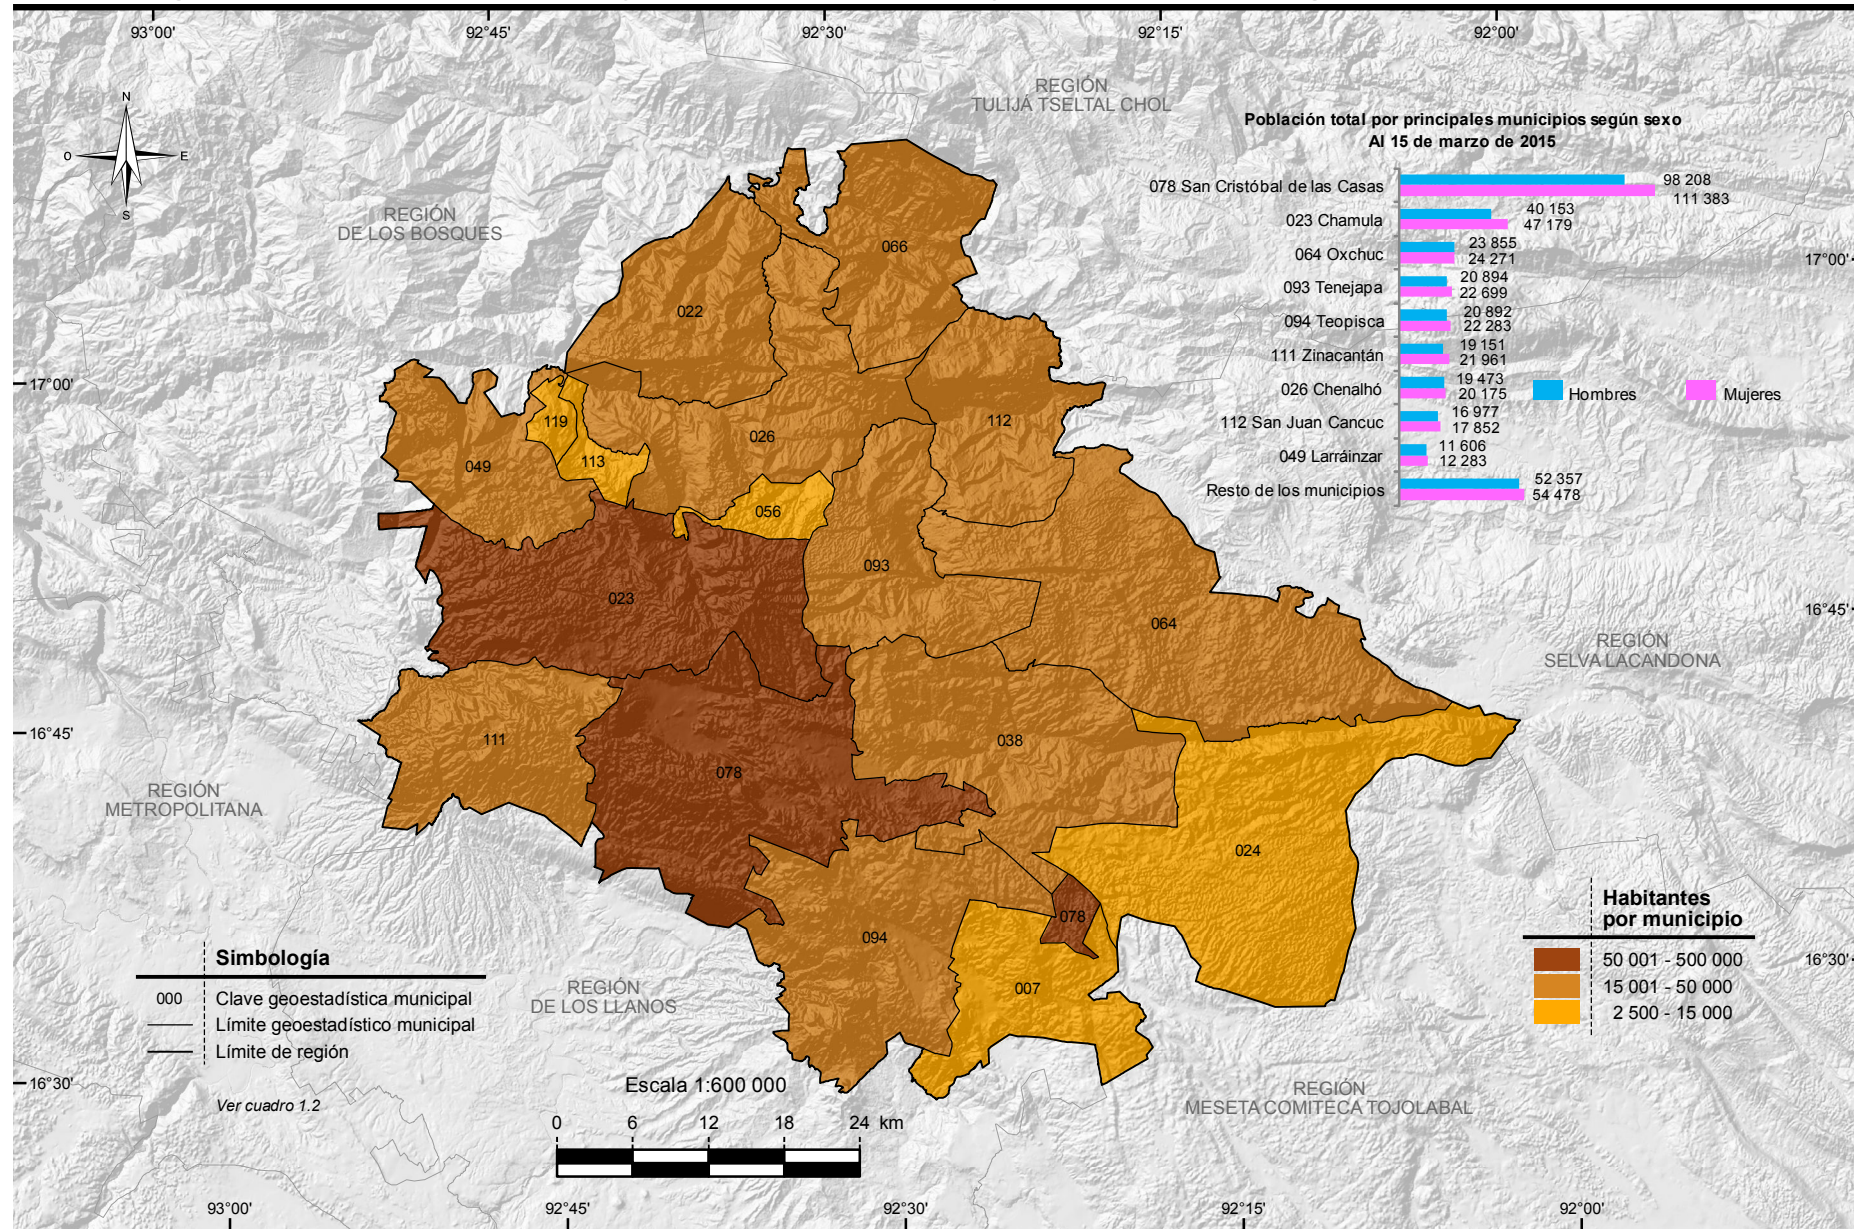 93°00'
92°45'
92°30'
92°15'
92°00'
N
O
E
S
REGIÓN
TULIJÁ TSELTAL CHOL
REGIÓN
DE LOS BOSQUES
Población total por principales municipios según sexo
Al 15 de marzo de 2015
078 San Cristóbal de las Casas
98 208
111 383
023 Chamula
40 153
47 179
064 Oxchuc
23 855
24 271
093 Tenejapa
20 894
22 699
094 Teopisca
20 892
22 283
111 Zinacantán
19 151
21 961
026 Chenalhó
19 473
20 175
112 San Juan Cancuc
16 977
17 852
049 Larráinzar
11 606
12 283
Resto de los municipios
52 357
54 478
Hombres
Mujeres
17°00'
17°00'
066
022
119
026
112
049
113
056
093
023
064
16°45'
REGIÓN
SELVA LACANDONA
16°45'
111
038
078
REGIÓN
METROPOLITANA
024
078
094
007
16°30'
16°30'
Habitantes
por municipio
50 001 - 500 000
15 001 - 50 000
2 500 - 15 000
Simbología
000 Clave geoestadística municipal
Límite geoestadístico municipal
Límite de región
Ver cuadro 1.2
REGIÓN
DE LOS LLANOS
REGIÓN
MESETA COMITECA TOJOLABAL
Escala 1:600 000
0 6 12 18 24 km
93°00'
92°45'
92°30'
92°15'
92°00'